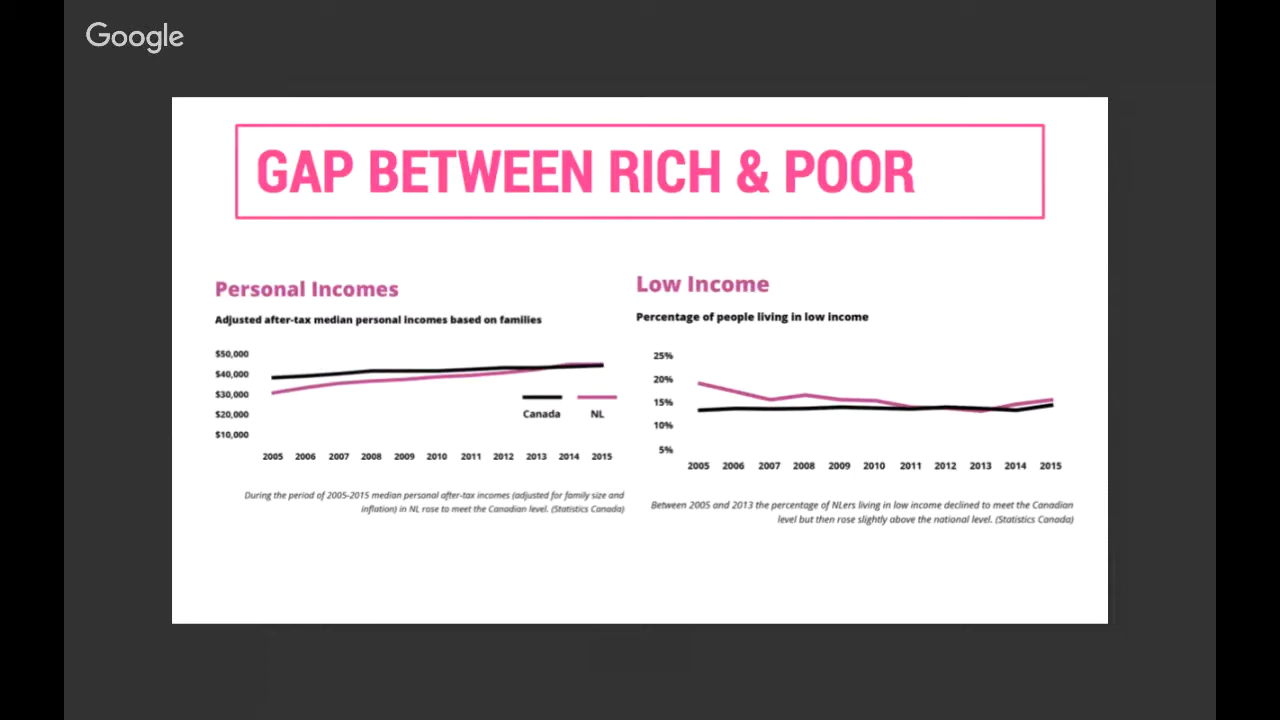 Google
GAP BETWEEN RICH & POOR
Personal Incomes
Adjusted after-tax median personal incomes based on families
$50,000
$40,000
$30,000
$20,000
$10,000
Canada NL
2005 2006 2007 2008 2009 2010 2011 2012 2013 2014 2015
During the period of 2005-2015 median personal after-tax incomes (adjusted for family size and
inflation) in NL rose to meet the Canadian level. (Statistics Canada)
Low Income
Percentage of people living in low income
25%
20%
15%
10%
5%
2005 2006 2007 2008 2009 2010 2011 2012 2013 2014 2015
Between 2005 and 2013 the percentage of NLers living in low income declined to meet the Canadian
level but then rose slightly above the national level. (Statistics Canada)